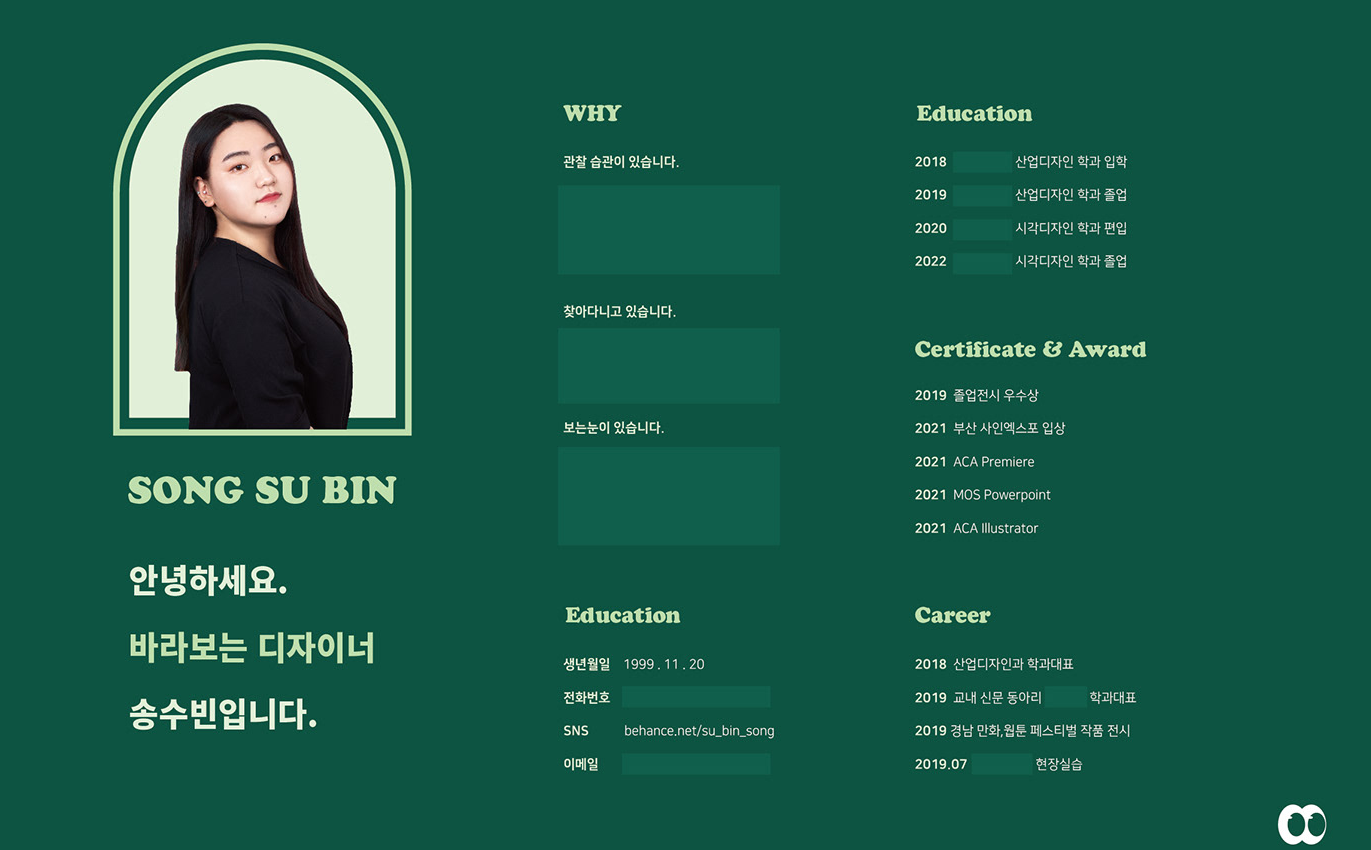 SONG SU BIN
안녕하세요.
바라보는 디자이너
송수빈입니다.
WHY
관찰 습관이 있습니다.
찾아다니고 있습니다.
보는눈이 있습니다.
Education
생년월일 1999 . 11 . 20
전화번호
SNS behance.net/su_bin_song
이메일
Education
2018 산업디자인 학과 입학
2019 산업디자인 학과 졸업
2020 시각디자인 학과 편입
2022 시각디자인 학과 졸업
Certificate & Award
2019 졸업전시 우수상
2021 부산 사인엑스포 입상
2021 ACA Premiere
2021 MOS Powerpoint
2021 ACA Illustrator
Career
2018 산업디자인과 학과대표
2019 교내 신문 동아리 학과대표
2019 경남 만화,웹툰 페스티벌 작품 전시
2019.07 현장실습